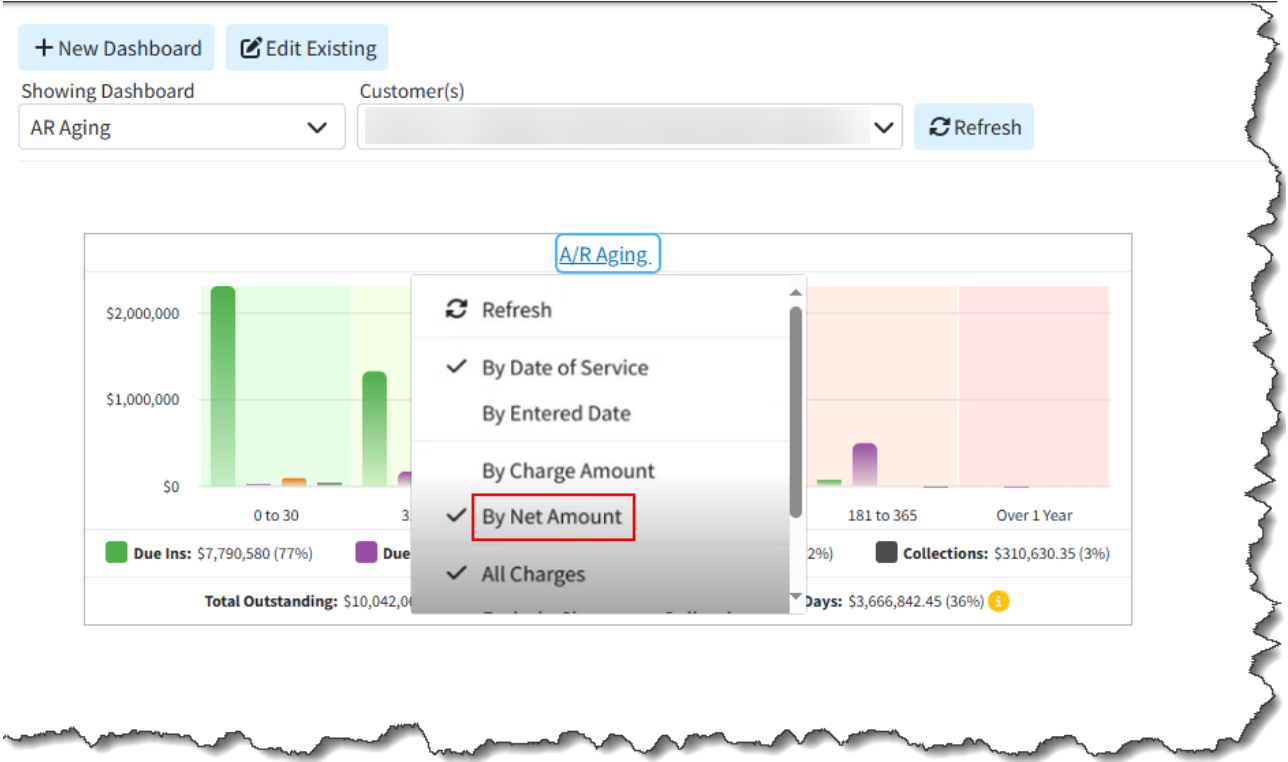 New Dashboard Edit Existing
Showing Dashboard Customer(s)
AR Aging Refresh
A/R Aging
Refresh
$2,000,000
By Date of Service
$1,000,000
By Entered Date
By Charge Amount
$0
0 to 30 3 By Net Amount 181 to 365 Over 1 Year
Due Ins: $7,790,580 (77%) Due 2%) Collections: $310,630.35 (3%)
All Charges
Total Outstanding: $10,042,0 Days: $3,666,842.45 (36%)